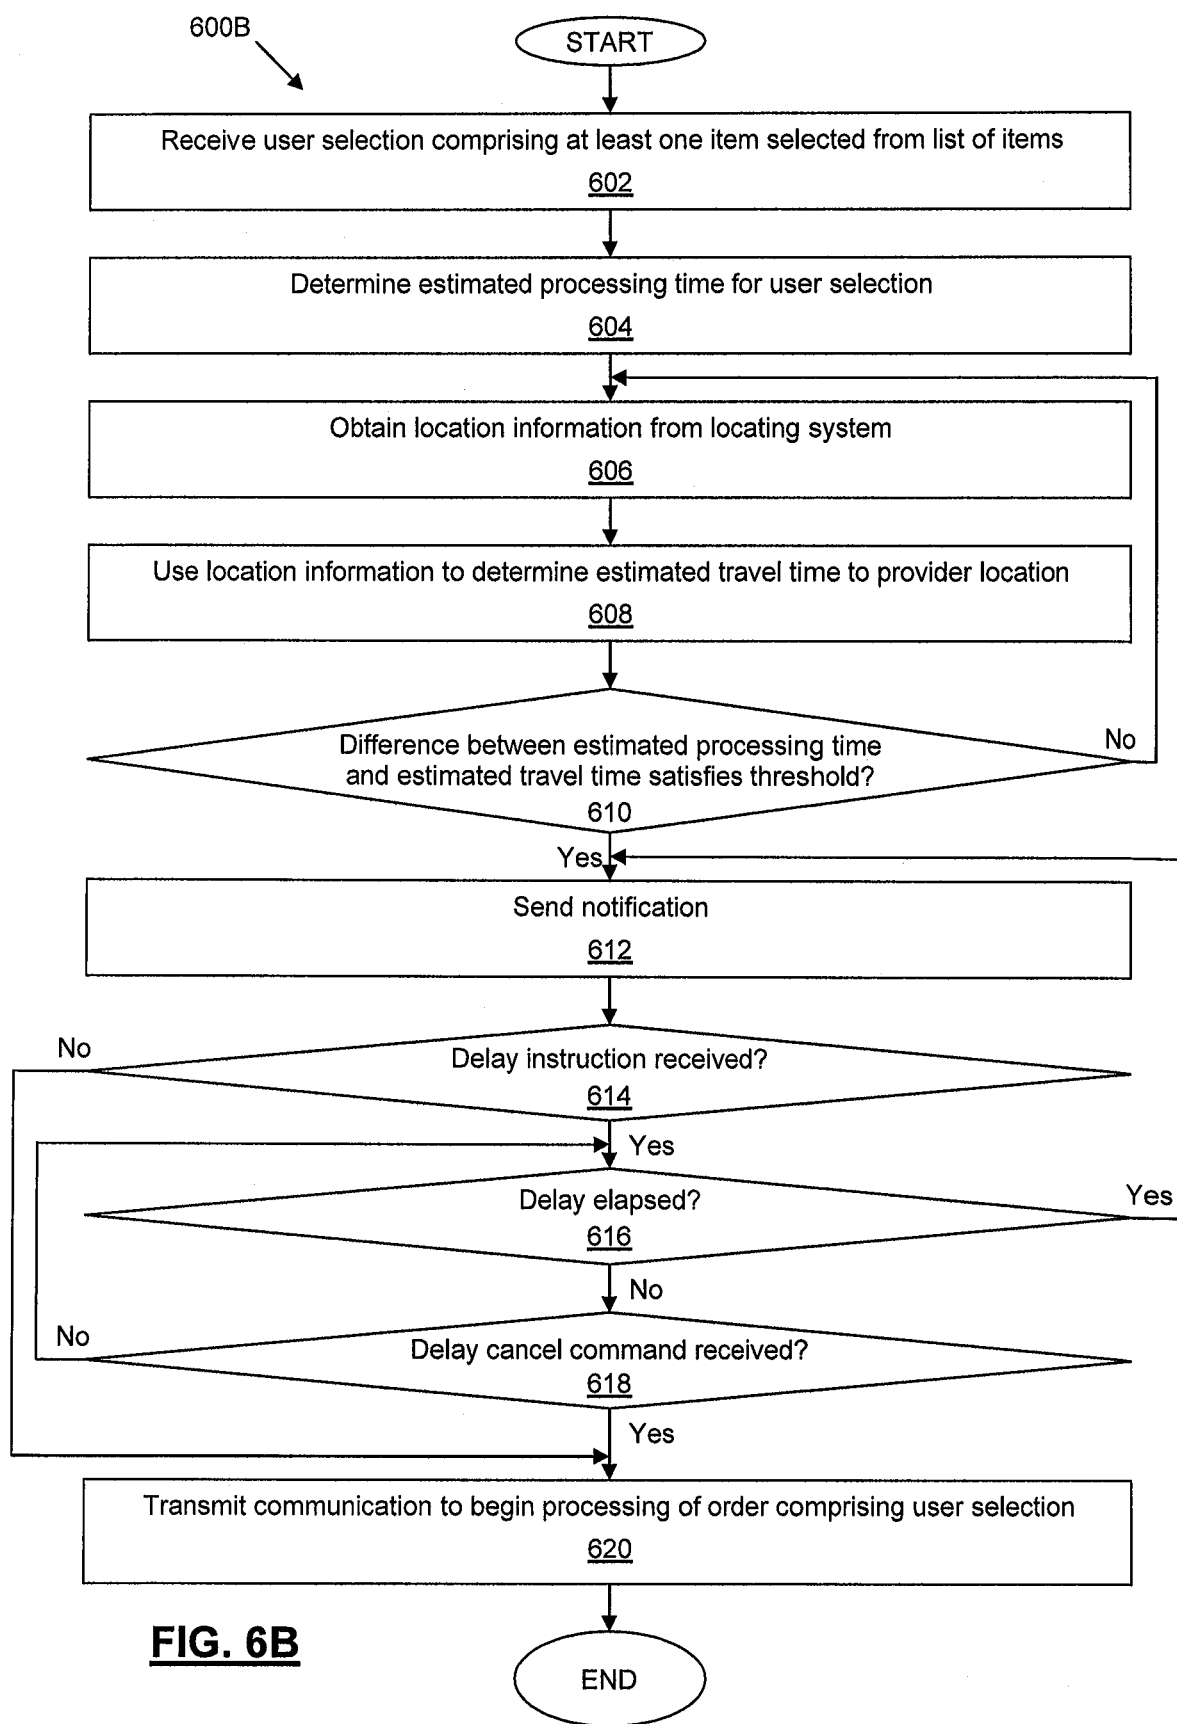 600B
START
Receive user selection comprising at least one item selected from list of items
602
Determine estimated processing time for user selection
604
Obtain location information from locating system
606
Use location information to determine estimated travel time to provider location
608
Difference between estimated processing time
and estimated travel time satisfies threshold?
610
No
Yes
Send notification
612
No
Delay instruction received?
614
Yes
Delay elapsed?
616
Yes
No
No
Delay cancel command received?
618
Yes
Transmit communication to begin processing of order comprising user selection
620
FIG. 6B
END